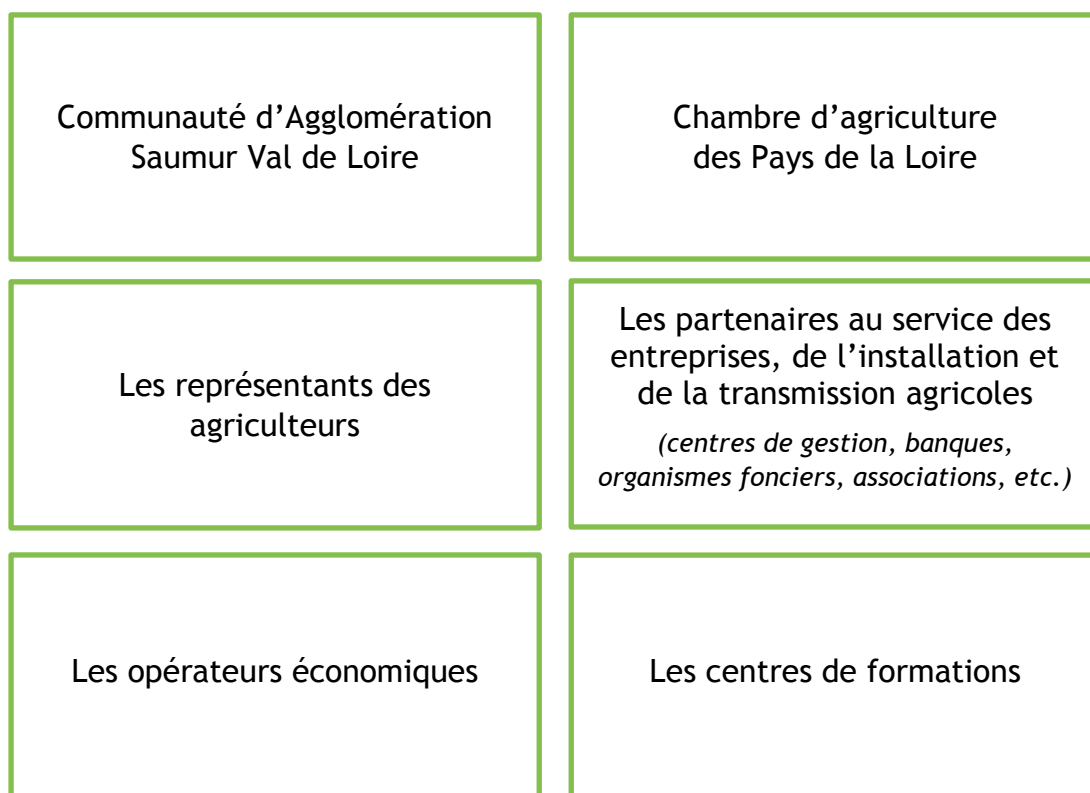 Communauté d’Agglomération
Saumur Val de Loire
Chambre d’agriculture
des Pays de la Loire
Les représentants des
agriculteurs
Les partenaires au service des
entreprises, de l’installation et
de la transmission agricoles
(centres de gestion, banques,
organismes fonciers, associations, etc.)
Les opérateurs économiques
Les centres de formations